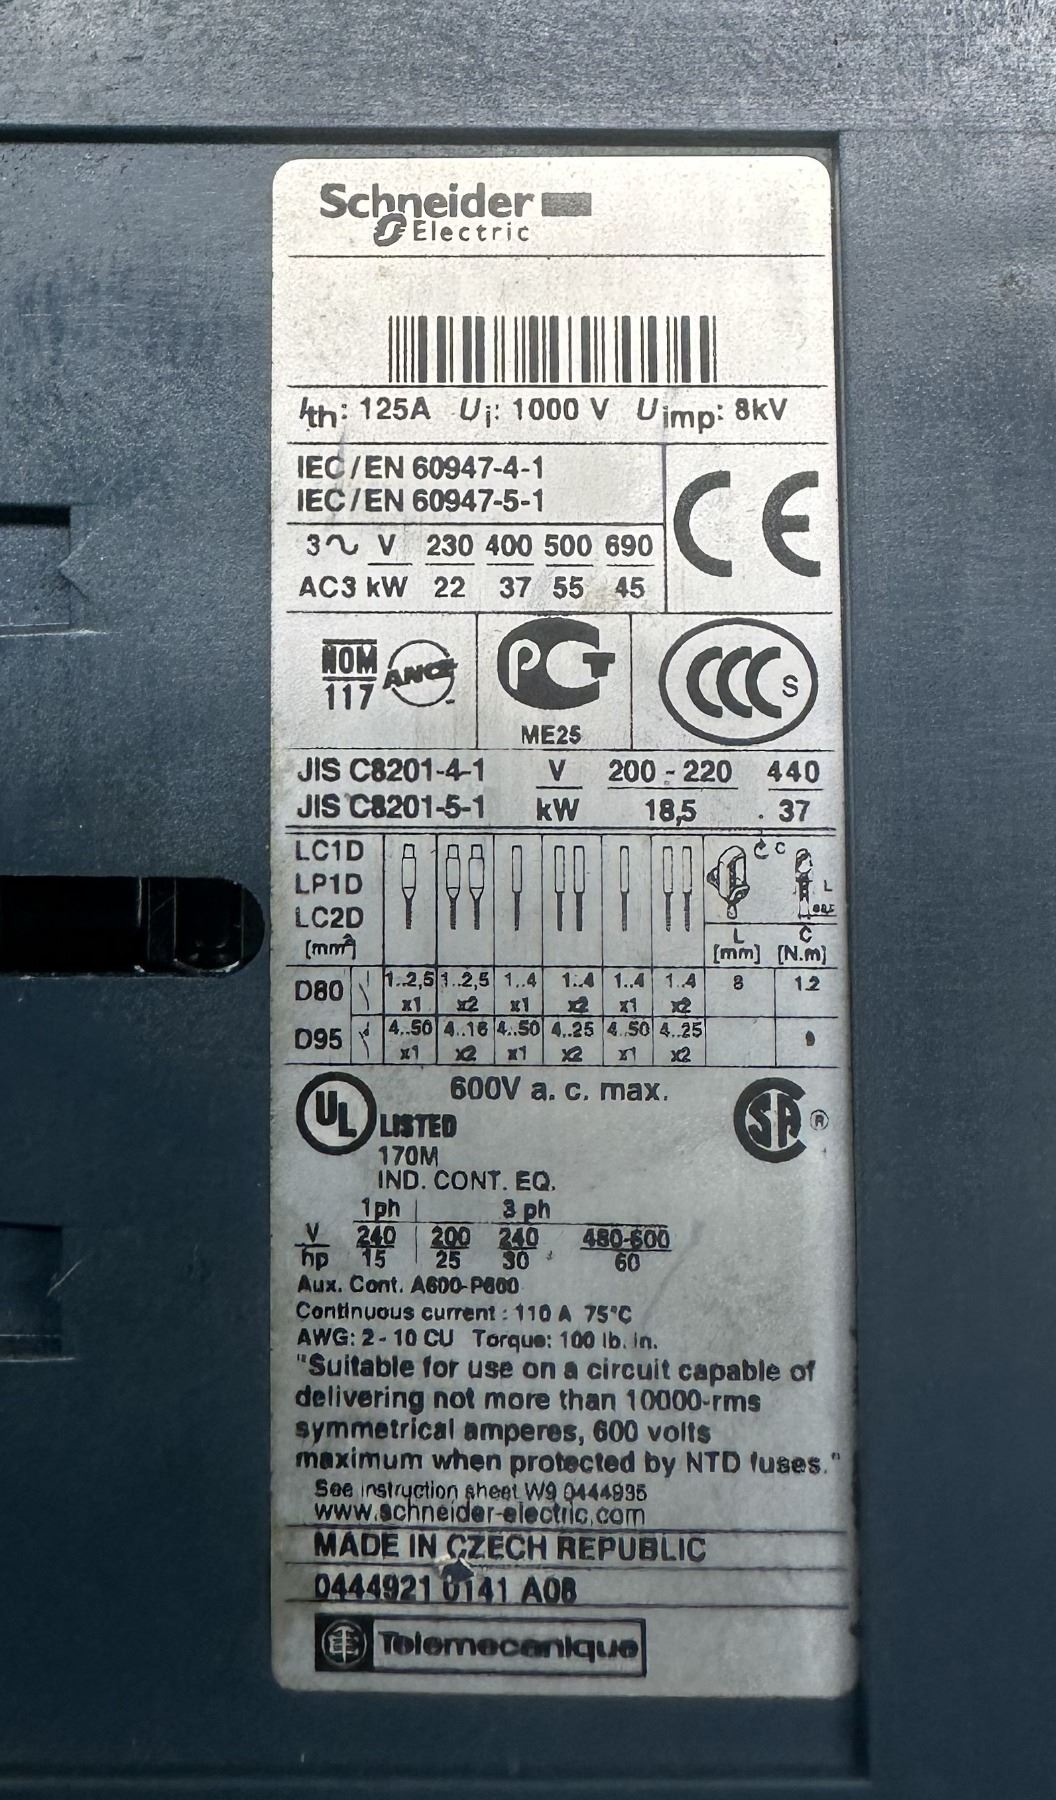 Schneider
Electric
Ith: 125A Ui: 1000 V Uimp: 8kV
IEC/EN 60947-4-1
IEC/EN 60947-5-1
3~ V 230 400 500 690
AC3 kW 22 37 55 45
CE
NOM
117
ANCE
PCT
ME25
CCC S
JIS C8201-4-1 V 200-220 440
JIS C8201-5-1 kW 18,5 37
LC1D
LP1D
LC2D
[mm²]
C C
L
L [mm] C [N.m]
D80 1..2,5 x1 1..2,5 x2 1..4 x1 1..4 x2 1..4 x1 1..4 x2 8 1.2
D95 4..50 x1 4..16 x2 4..50 x1 4..25 x2 4..50 x1 4..25 x2 9
600V a. c. max.
UL LISTED
SA ®
170M
IND. CONT. EQ.
1ph 3 ph
V 240 200 240 480-600
hp 15 25 30 60
Aux. Cont. A600-P600
Continuous current : 110 A 75°C
AWG: 2 - 10 CU Torque: 100 lb. in.
"Suitable for use on a circuit capable of
delivering not more than 10000-rms
symmetrical amperes, 600 volts
maximum when protected by NTD fuses."
See instruction sheet W9 0444935
www.schneider-electric.com
MADE IN CZECH REPUBLIC
0444921 0141 A08
Telemecanique